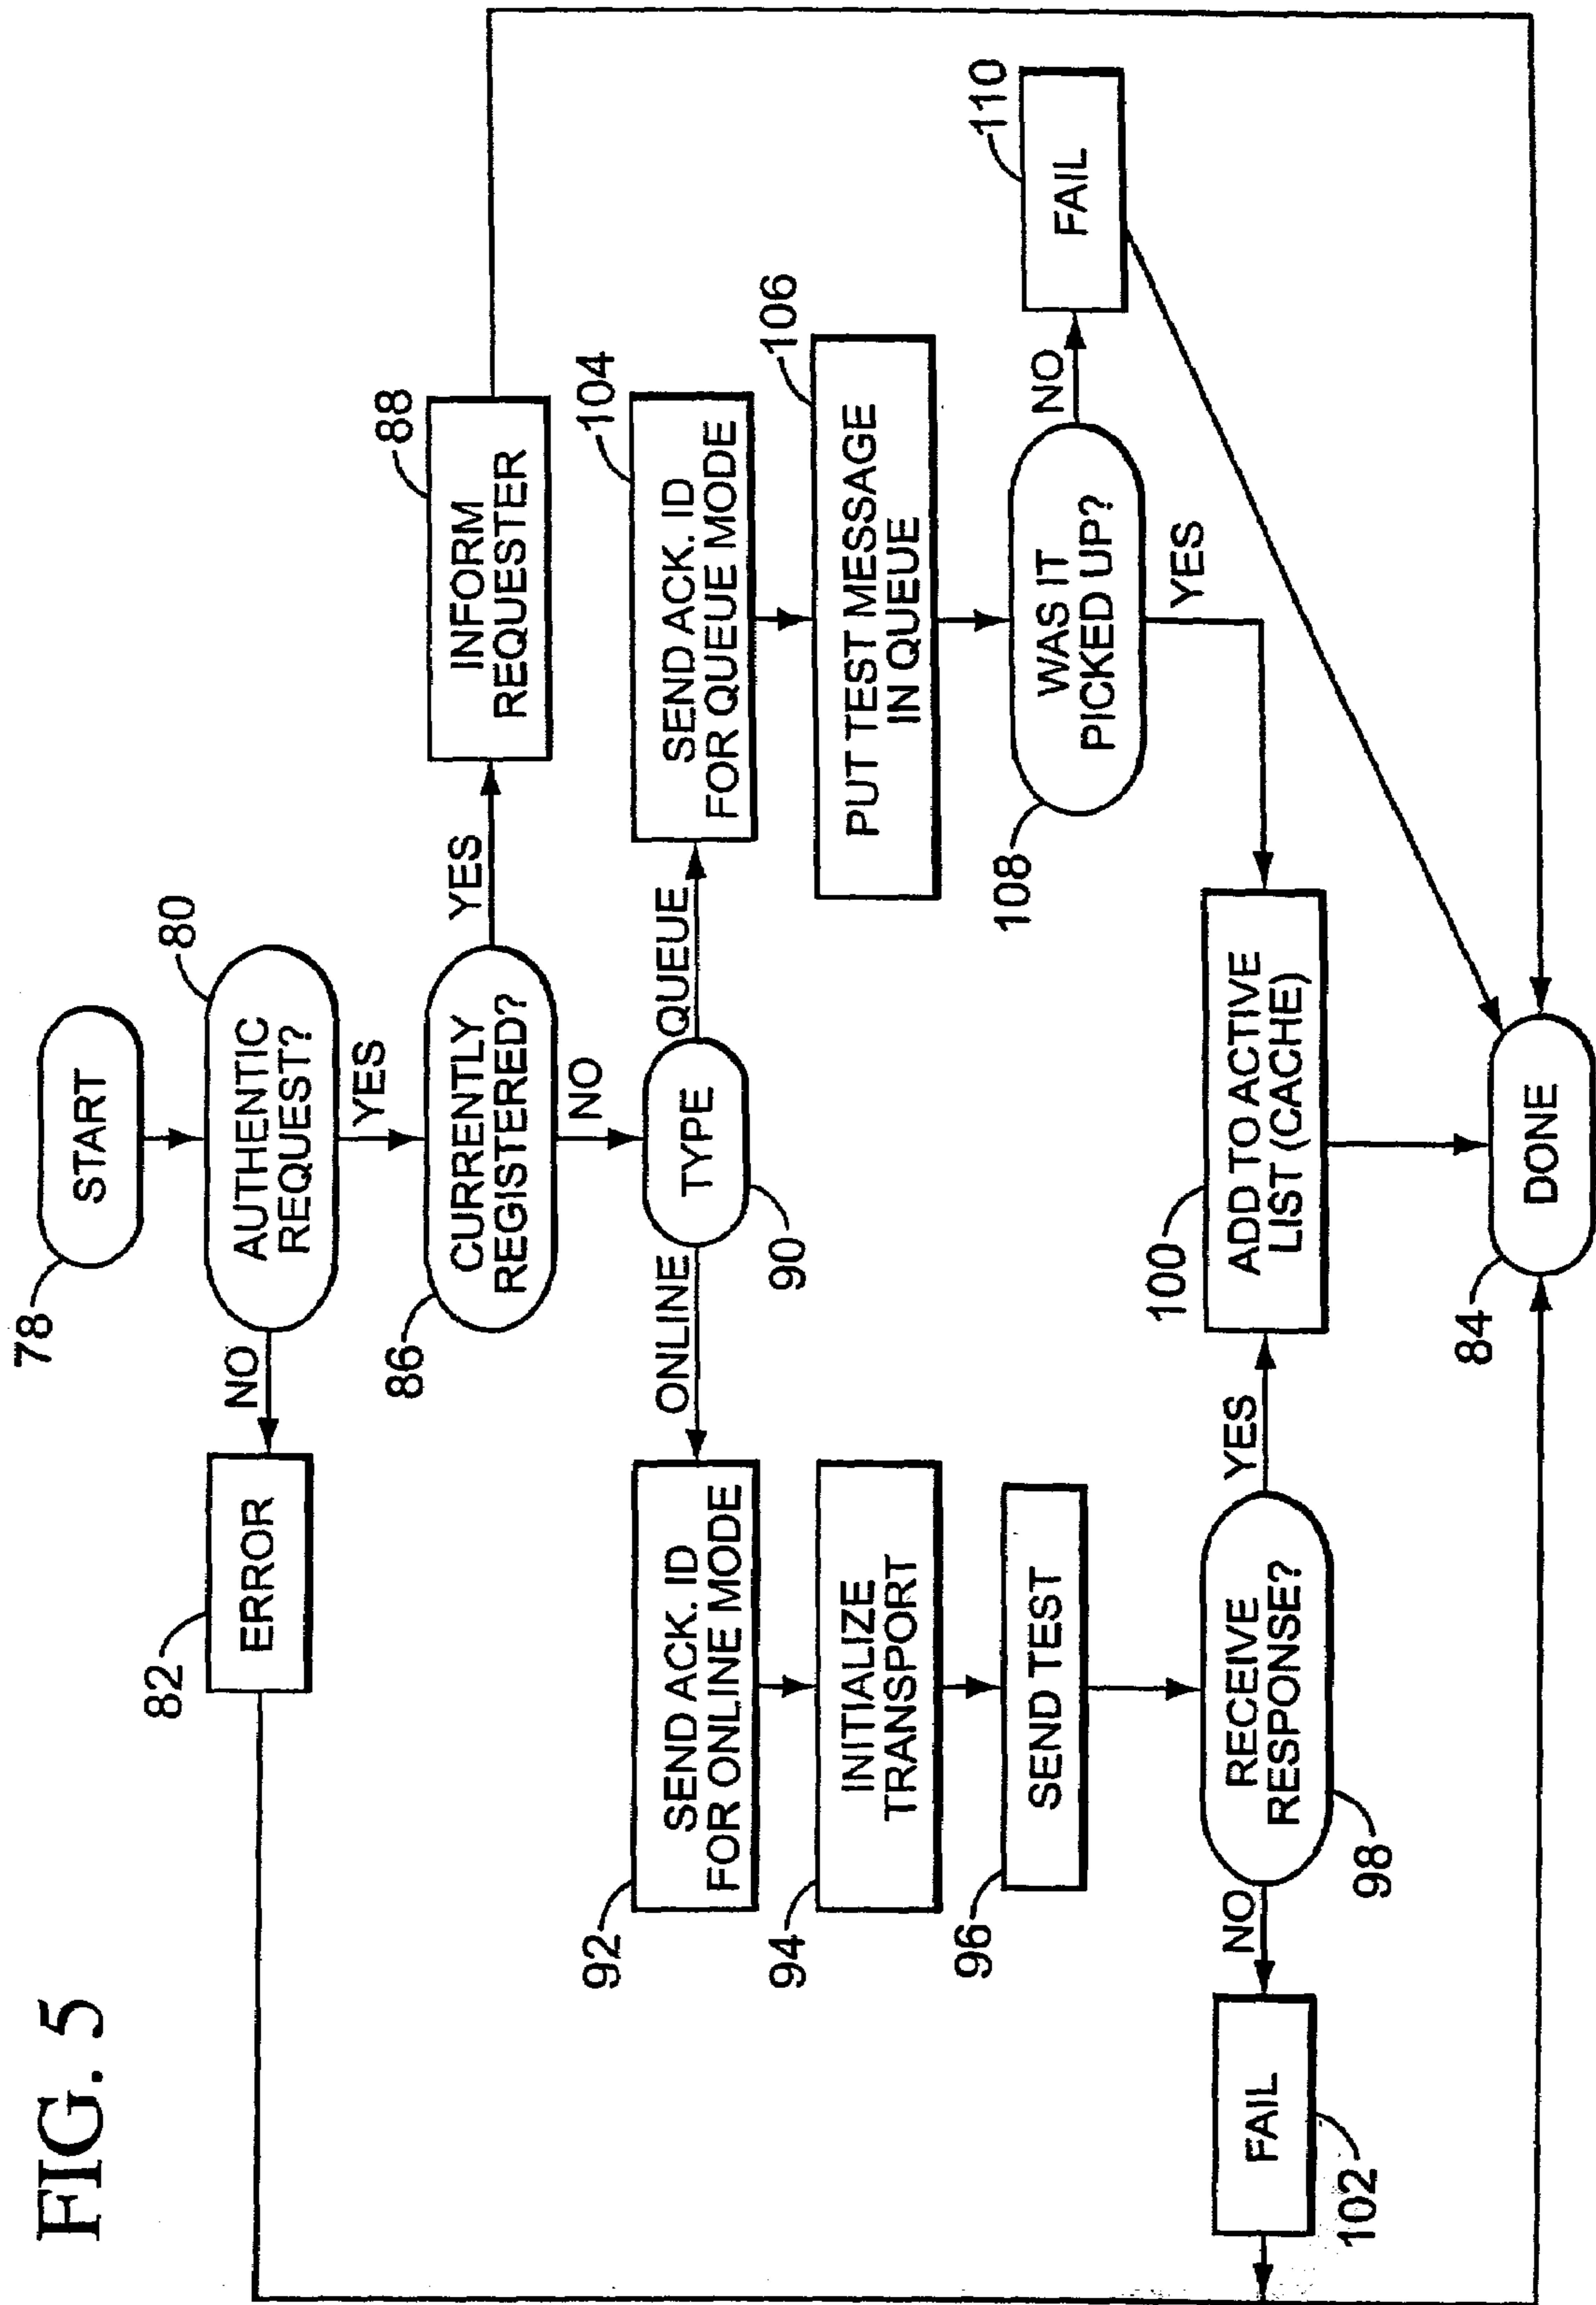 FIG. 5
78
START
80
AUTHENTIC
REQUEST?
NO
YES
82
ERROR
86
CURRENTLY
REGISTERED?
YES
NO
88
INFORM
REQUESTER
TYPE
90
ONLINE
QUEUE
92
SEND ACK. ID
FOR ONLINE MODE
104
SEND ACK. ID
FOR QUEUE MODE
94
INITIALIZE
TRANSPORT
106
PUT TEST MESSAGE
IN QUEUE
96
SEND TEST
108
WAS IT
PICKED UP?
NO
110
FAIL
YES
98
RECEIVE
RESPONSE?
NO
YES
102
FAIL
100
ADD TO ACTIVE
LIST (CACHE)
84
DONE